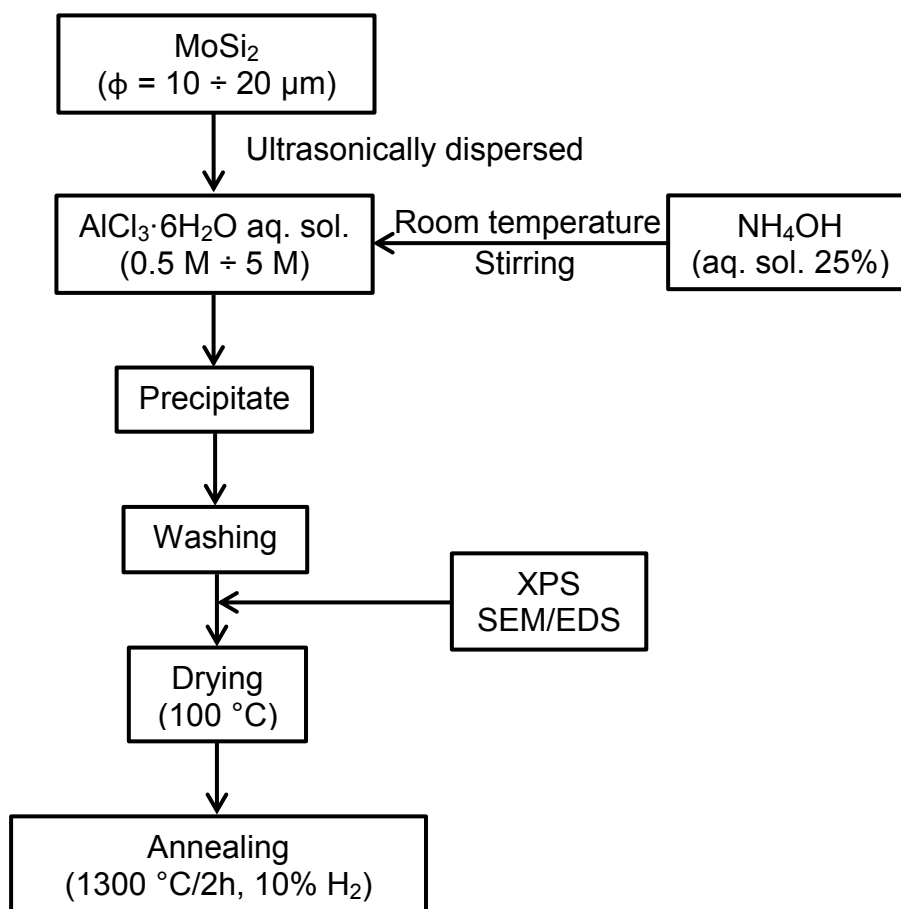 MoSi₂
(ϕ = 10 ÷ 20 µm)
Ultrasonically dispersed
AlCl₃·6H₂O aq. sol.
(0.5 M ÷ 5 M)
Room temperature
Stirring
NH₄OH
(aq. sol. 25%)
Precipitate
Washing
XPS
SEM/EDS
Drying
(100 °C)
Annealing
(1300 °C/2h, 10% H₂)